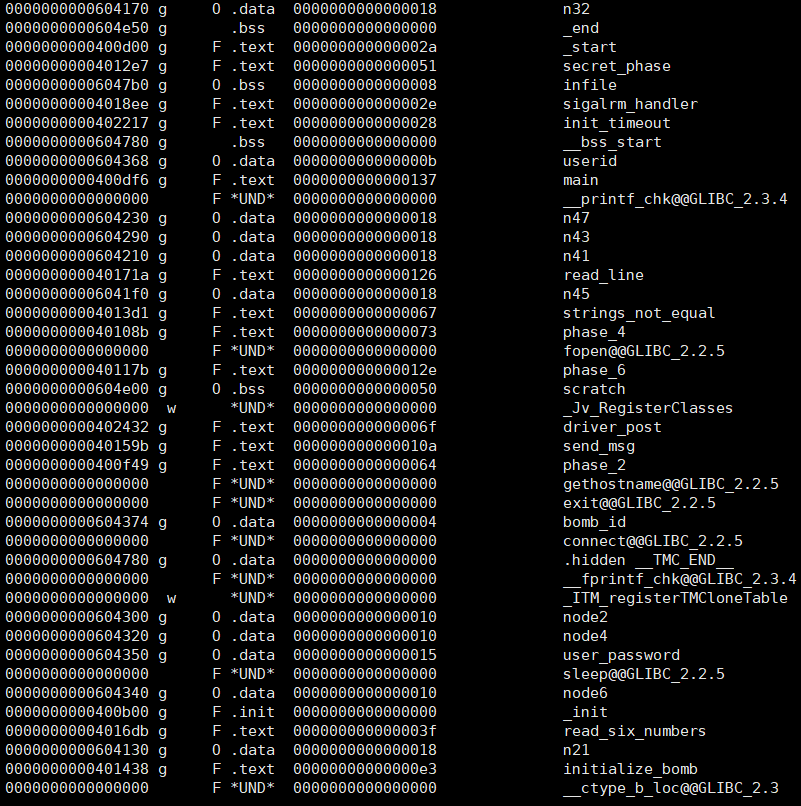 0000000000604170 g     O .data  0000000000000018              n32
0000000000604e50 g       .bss   0000000000000000              _end
0000000000400d00 g     F .text  000000000000002a              _start
00000000004012e7 g     F .text  0000000000000051              secret_phase
00000000006047b0 g     O .bss   0000000000000008              infile
00000000004018ee g     F .text  000000000000002e              sigalrm_handler
0000000000402217 g     F .text  0000000000000028              init_timeout
0000000000604780 g       .bss   0000000000000000              __bss_start
0000000000604368 g     O .data  000000000000000b              userid
0000000000400df6 g     F .text  0000000000000137              main
0000000000000000       F *UND*  0000000000000000              __printf_chk@@GLIBC_2.3.4
0000000000604230 g     O .data  0000000000000018              n47
0000000000604290 g     O .data  0000000000000018              n43
0000000000604210 g     O .data  0000000000000018              n41
000000000040171a g     F .text  0000000000000126              read_line
00000000006041f0 g     O .data  0000000000000018              n45
00000000004013d1 g     F .text  0000000000000067              strings_not_equal
000000000040108b g     F .text  0000000000000073              phase_4
0000000000000000       F *UND*  0000000000000000              fopen@@GLIBC_2.2.5
000000000040117b g     F .text  000000000000012e              phase_6
0000000000604e00 g     O .bss   0000000000000050              scratch
0000000000000000  w      *UND*  0000000000000000              _Jv_RegisterClasses
0000000000402432 g     F .text  000000000000006f              driver_post
000000000040159b g     F .text  000000000000010a              send_msg
0000000000400f49 g     F .text  0000000000000064              phase_2
0000000000000000       F *UND*  0000000000000000              gethostname@@GLIBC_2.2.5
0000000000000000       F *UND*  0000000000000000              exit@@GLIBC_2.2.5
0000000000604374 g     O .data  0000000000000004              bomb_id
0000000000000000       F *UND*  0000000000000000              connect@@GLIBC_2.2.5
0000000000604780 g     O .data  0000000000000000              .hidden __TMC_END__
0000000000000000       F *UND*  0000000000000000              __fprintf_chk@@GLIBC_2.3.4
0000000000000000  w      *UND*  0000000000000000              _ITM_registerTMCloneTable
0000000000604300 g     O .data  0000000000000010              node2
0000000000604320 g     O .data  0000000000000010              node4
0000000000604350 g     O .data  0000000000000015              user_password
0000000000000000       F *UND*  0000000000000000              sleep@@GLIBC_2.2.5
0000000000604340 g     O .data  0000000000000010              node6
0000000000400b00 g     F .init  0000000000000000              _init
00000000004016db g     F .text  000000000000003f              read_six_numbers
0000000000604130 g     O .data  0000000000000018              n21
0000000000401438 g     F .text  00000000000000e3              initialize_bomb
0000000000000000       F *UND*  0000000000000000              __ctype_b_loc@@GLIBC_2.3